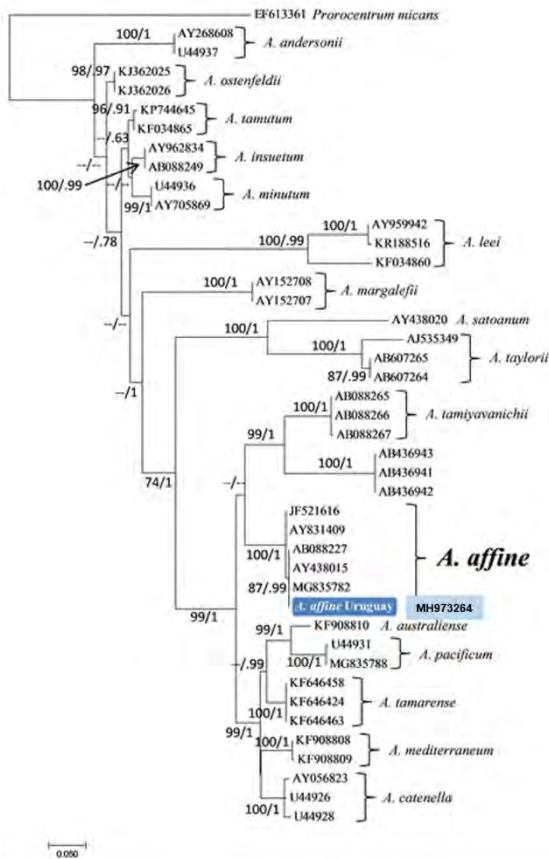 EF613361 Prorocentrum micans
100/1 AY268608
U44937 A. andersonii
98/.97 KJ362025
KJ362026 A. ostenfeldii
96/.91 KP744645
KF034865 A. tamutum
--/.63
AY962834
AB088249 A. insuetum
--/-- --/--
100/.99
U44936
99/1 AY705869 A. minutum
100/1 AY959942
KR188516 A. leei
100/.99
--/.78
KF034860
100/1 AY152708
AY152707 A. margalefii
--/--
AY438020 A. satoanum
100/1
AJ535349
100/1
AB607265 A. taylorii
87/.99 AB607264
--/1
AB088265
100/1 AB088266 A. tamiyavanichii
AB088267
99/1
AB436943
100/1 AB436941
AB436942
74/1
--/--
JF521616
AY831409
AB088227
100/1 AY438015 A. affine
87/.99 MG835782
A. affine Uruguay MH973264
99/1
KF908810 A. australiense
99/1
U44931
100/1 MG835788 A. pacificum
--/.99
KF646458
KF646424 A. tamarense
100/1 KF646463
99/1
100/1 KF908808
KF908809 A. mediterraneum
AY056823
U44926 A. catenella
100/1 U44928
0.050